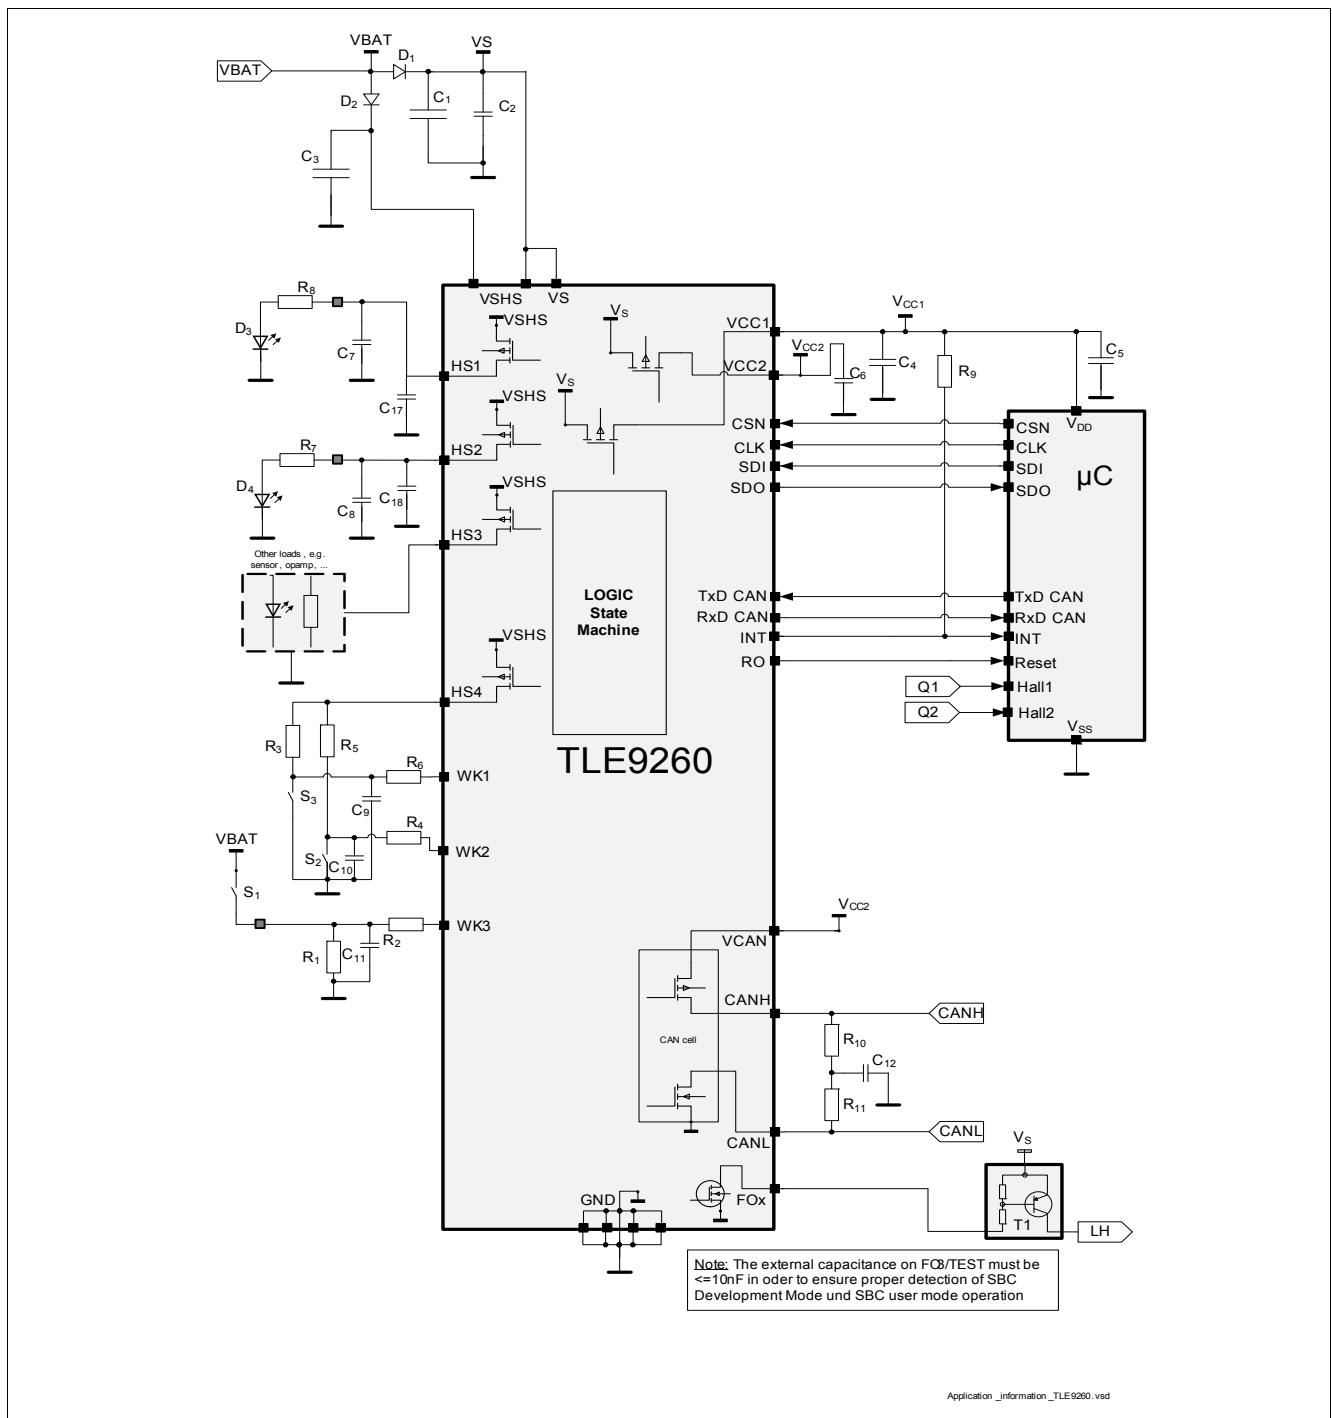 VBAT
VS
VBAT
D1
D2
C1
C2
C3
VSHS
VS
R8
D3
C7
HS1
C17
VSHS
VS
VCC1
VCC1
VCC2
VCC2
C6
C4
R9
C5
VS
VSHS
R7
D4
C8
C18
HS2
CSN
CLK
SDI
SDO
CSN
VDD
CLK
SDI
SDO
µC
VSHS
HS3
Other loads , e.g.
sensor , opamp , ...
LOGIC
State
Machine
TxD CAN
RxD CAN
INT
RO
TxD CAN
RxD CAN
INT
Reset
Q1
Hall1
Q2
Hall2
VSS
VSHS
HS4
R3
R5
TLE9260
R6
WK1
S3
C9
R4
WK2
S2
C10
VBAT
S1
WK3
R2
R1
C11
VCC2
VCAN
CANH
CANH
R10
C12
CAN cell
R11
CANL
CANL
VS
GND
FOx
T1
LH
Note: The external capacitance on FO3/TEST must be
<=10nF in oder to ensure proper detection of SBC
Development Mode und SBC user mode operation
Application _information _TLE9260.vsd